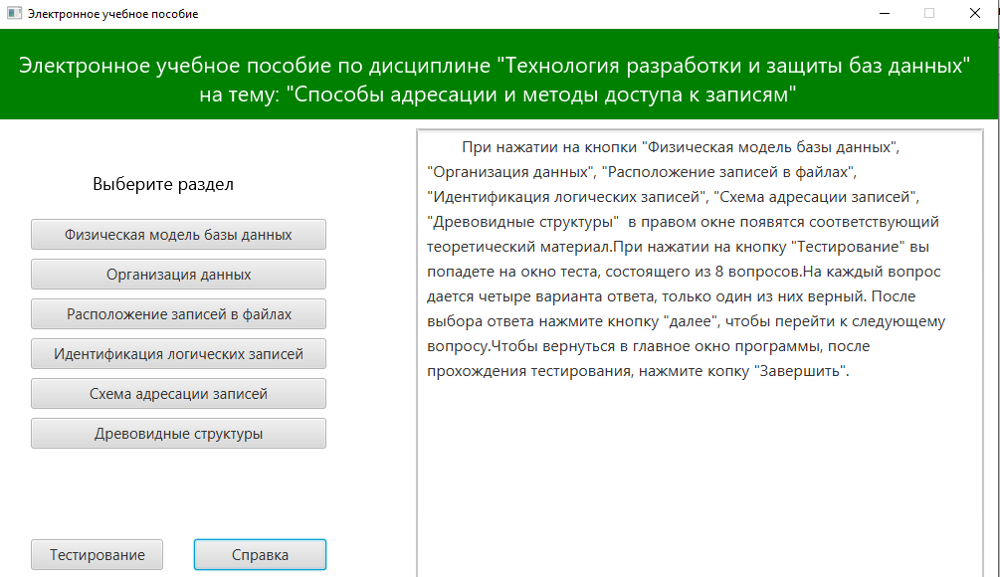 Электронное учебное пособие
Электронное учебное пособие по дисциплине "Технология разработки и защиты баз данных"
на тему: "Способы адресации и методы доступа к записям"
Выберите раздел
Физическая модель базы данных
Организация данных
Расположение записей в файлах
Идентификация логических записей
Схема адресации записей
Древовидные структуры
Тестирование
Справка
При нажатии на кнопки "Физическая модель базы данных",
"Организация данных", "Расположение записей в файлах",
"Идентификация логических записей", "Схема адресации записей",
"Древовидные структуры"  в правом окне появятся соответствующий
теоретический материал.При нажатии на кнопку "Тестирование" вы
попадете на окно теста, состоящего из 8 вопросов.На каждый вопрос
дается четыре варианта ответа, только один из них верный. После
выбора ответа нажмите кнопку "далее", чтобы перейти к следующему
вопросу.Чтобы вернуться в главное окно программы, после
прохождения тестирования, нажмите копку "Завершить".